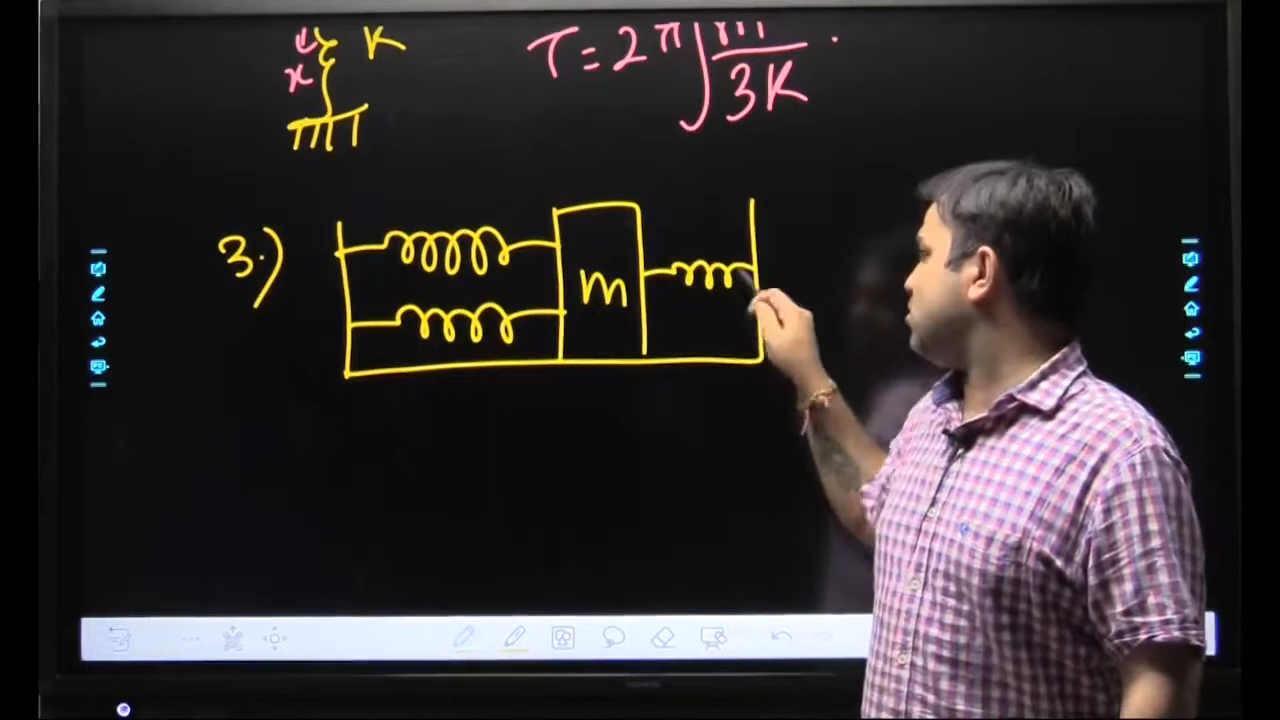 K
x
T = 2π√m/3K
3.)
m